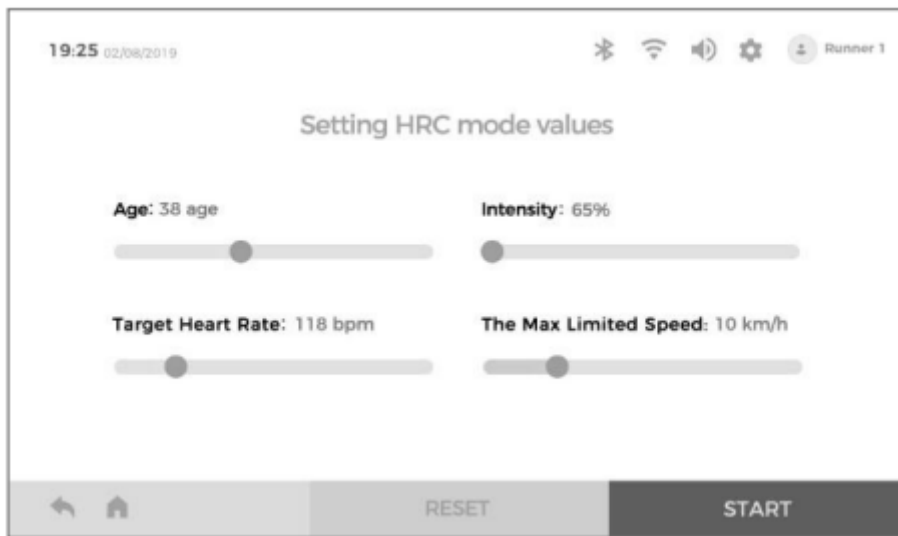 19:25 02/08/2019 Runner 1
Setting HRC mode values
Age: 38 age Intensity: 65%
Target Heart Rate: 118 bpm The Max Limited Speed: 10 km/h
RESET START